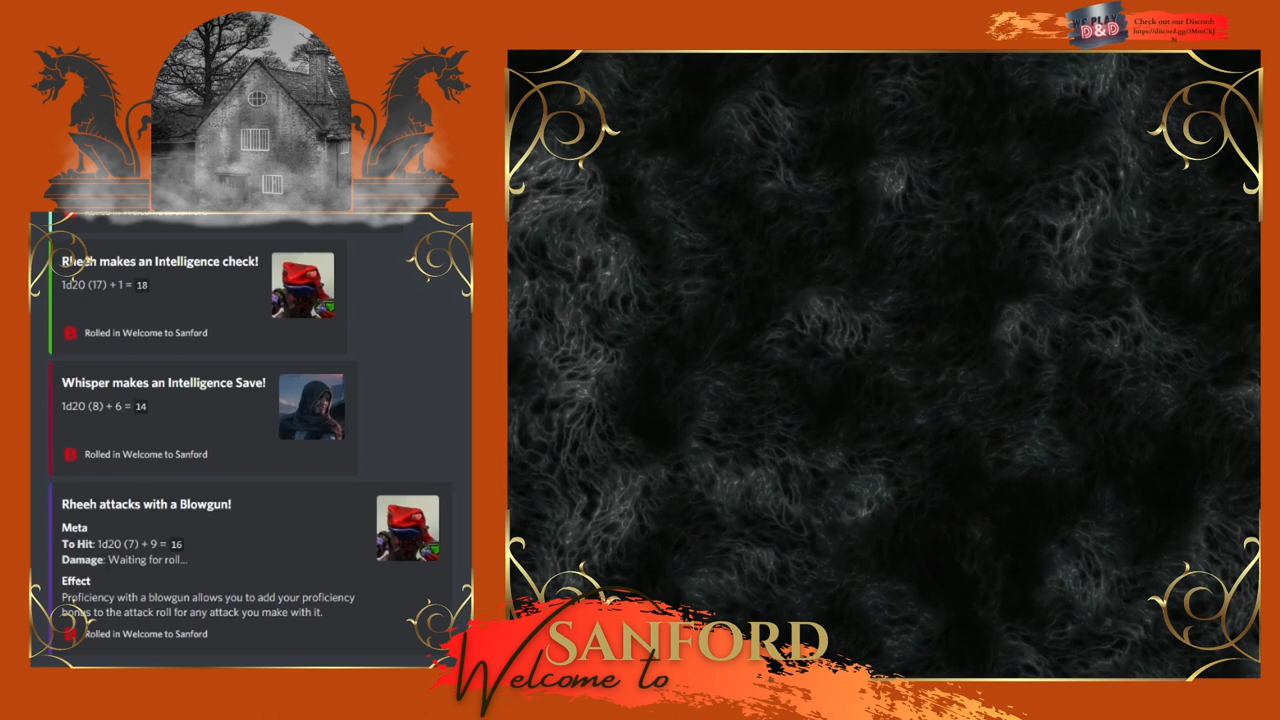 WE PLAY
D&D
Check out our Discord:
Rheeh makes an Intelligence check!
1d20 (17) + 1 = 18
Rolled in Welcome to Sanford
Whisper makes an Intelligence Save!
1d20 (8) + 6 = 14
Rolled in Welcome to Sanford
Rheeh attacks with a Blowgun!
Meta
To Hit: 1d20 (7) + 9 = 16
Damage: Waiting for roll...
Effect
Proficiency with a blowgun allows you to add your proficiency
bonus to the attack roll for any attack you make with it.
Rolled in Welcome to Sanford
SANFORD
Welcome to